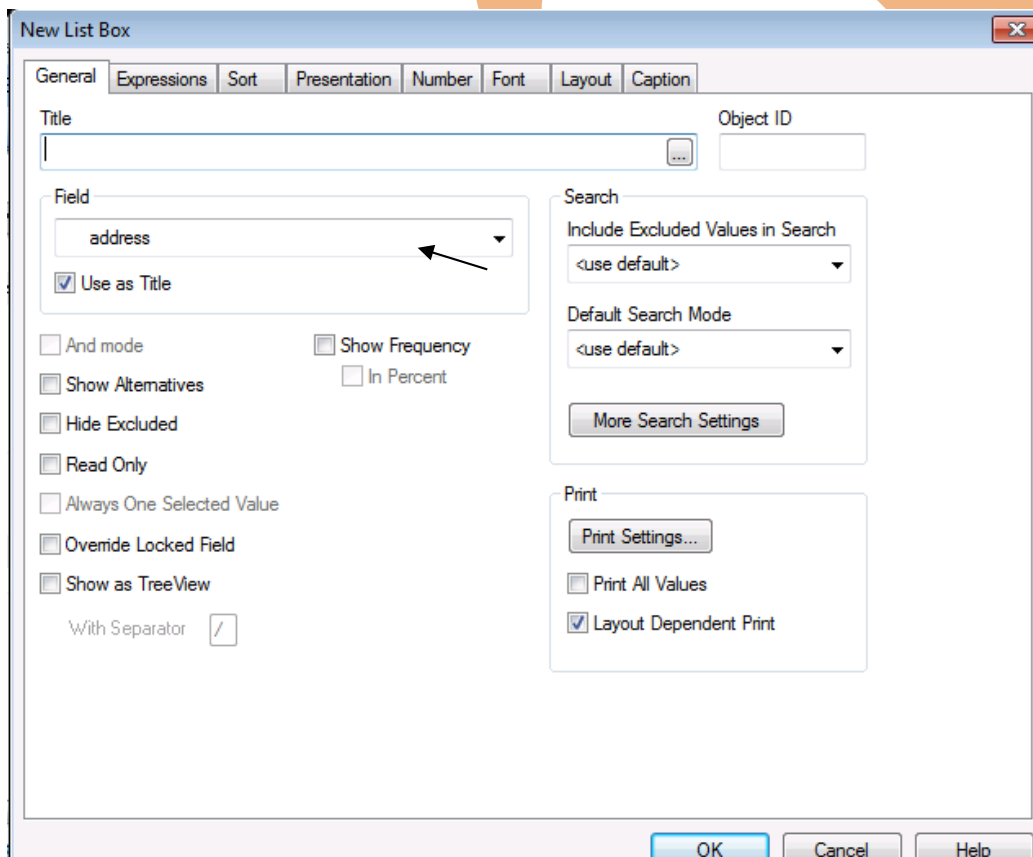 New List Box
General Expressions Sort Presentation Number Font Layout Caption
Title
Object ID
...
Field
address
Use as Title
And mode
Show Frequency
In Percent
Show Alternatives
Hide Excluded
Read Only
Always One Selected Value
Override Locked Field
Show as TreeView
With Separator /
Search
Include Excluded Values in Search
<use default>
Default Search Mode
<use default>
More Search Settings
Print
Print Settings...
Print All Values
Layout Dependent Print
OK Cancel Help